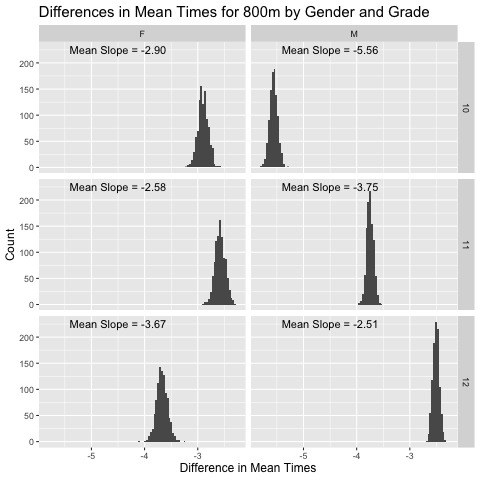 Differences in Mean Times for 800m by Gender and Grade
F M
Mean Slope = -2.90 Mean Slope = -5.56
200
150
100
50
0
10
Mean Slope = -2.58 Mean Slope = -3.75
200
150
100
50
0
11
Count
Mean Slope = -3.67 Mean Slope = -2.51
200
150
100
50
0
12
-5 -4 -3 -5 -4 -3
Difference in Mean Times